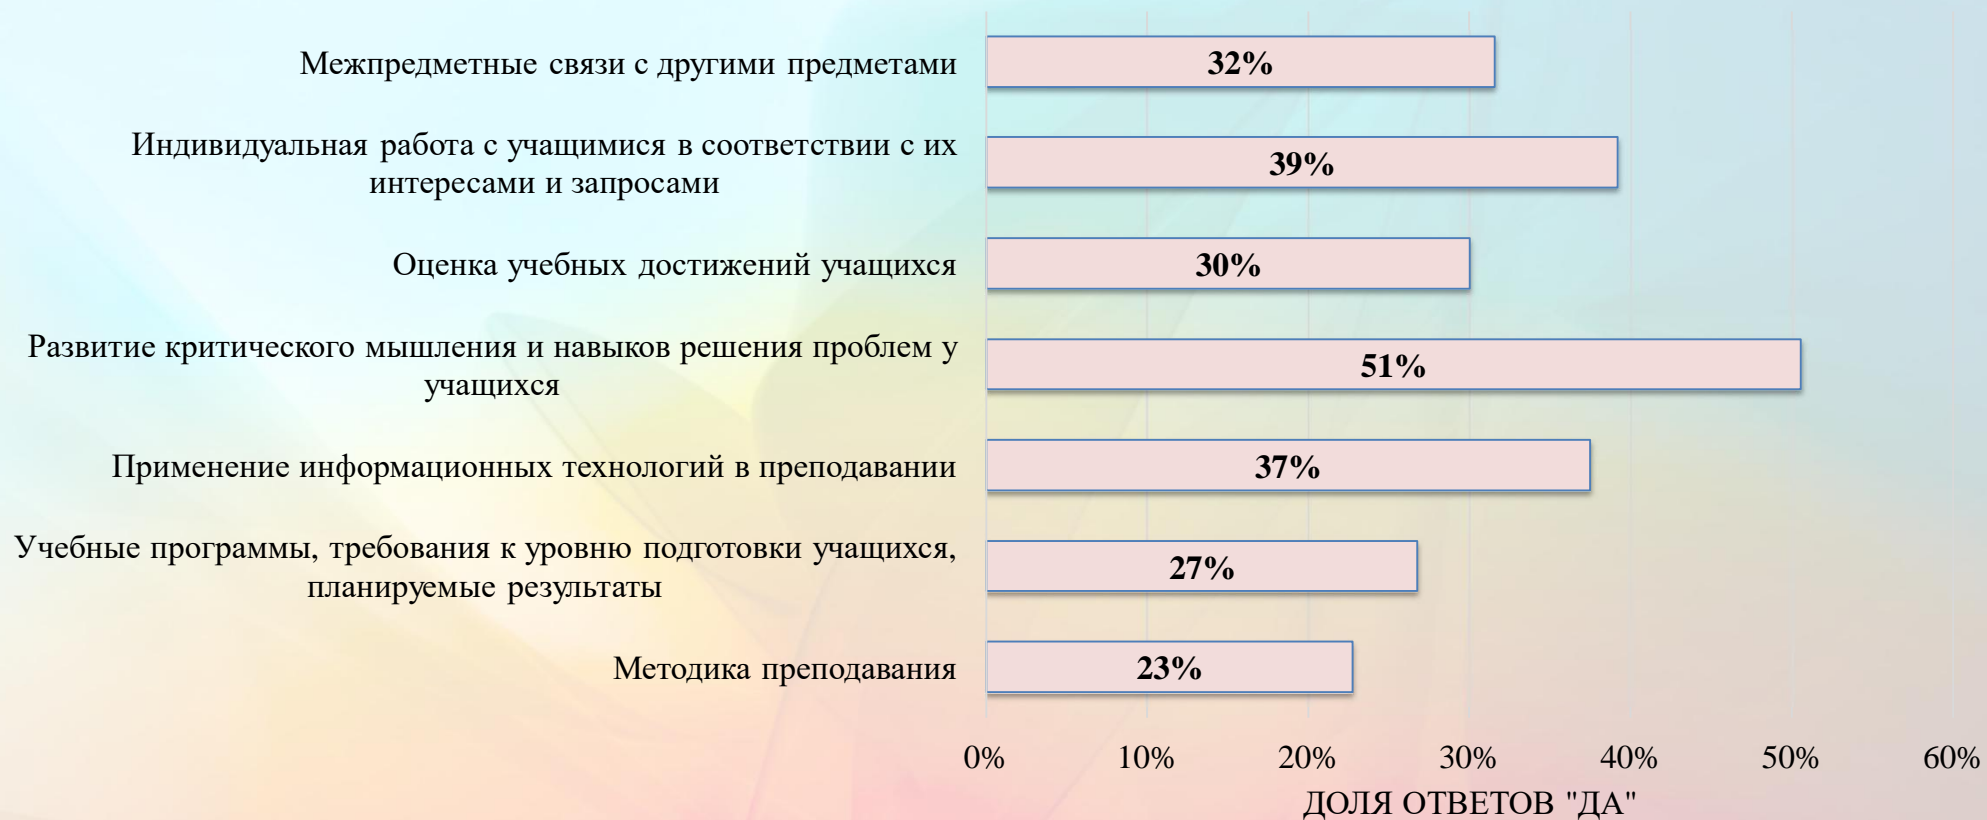 Межпредметные связи с другими предметами
32%
Индивидуальная работа с учащимися в соответствии с их
интересами и запросами
39%
Оценка учебных достижений учащихся
30%
Развитие критического мышления и навыков решения проблем у
учащихся
51%
Применение информационных технологий в преподавании
37%
Учебные программы, требования к уровню подготовки учащихся,
планируемые результаты
27%
Методика преподавания
23%
0% 10% 20% 30% 40% 50% 60%
ДОЛЯ ОТВЕТОВ "ДА"